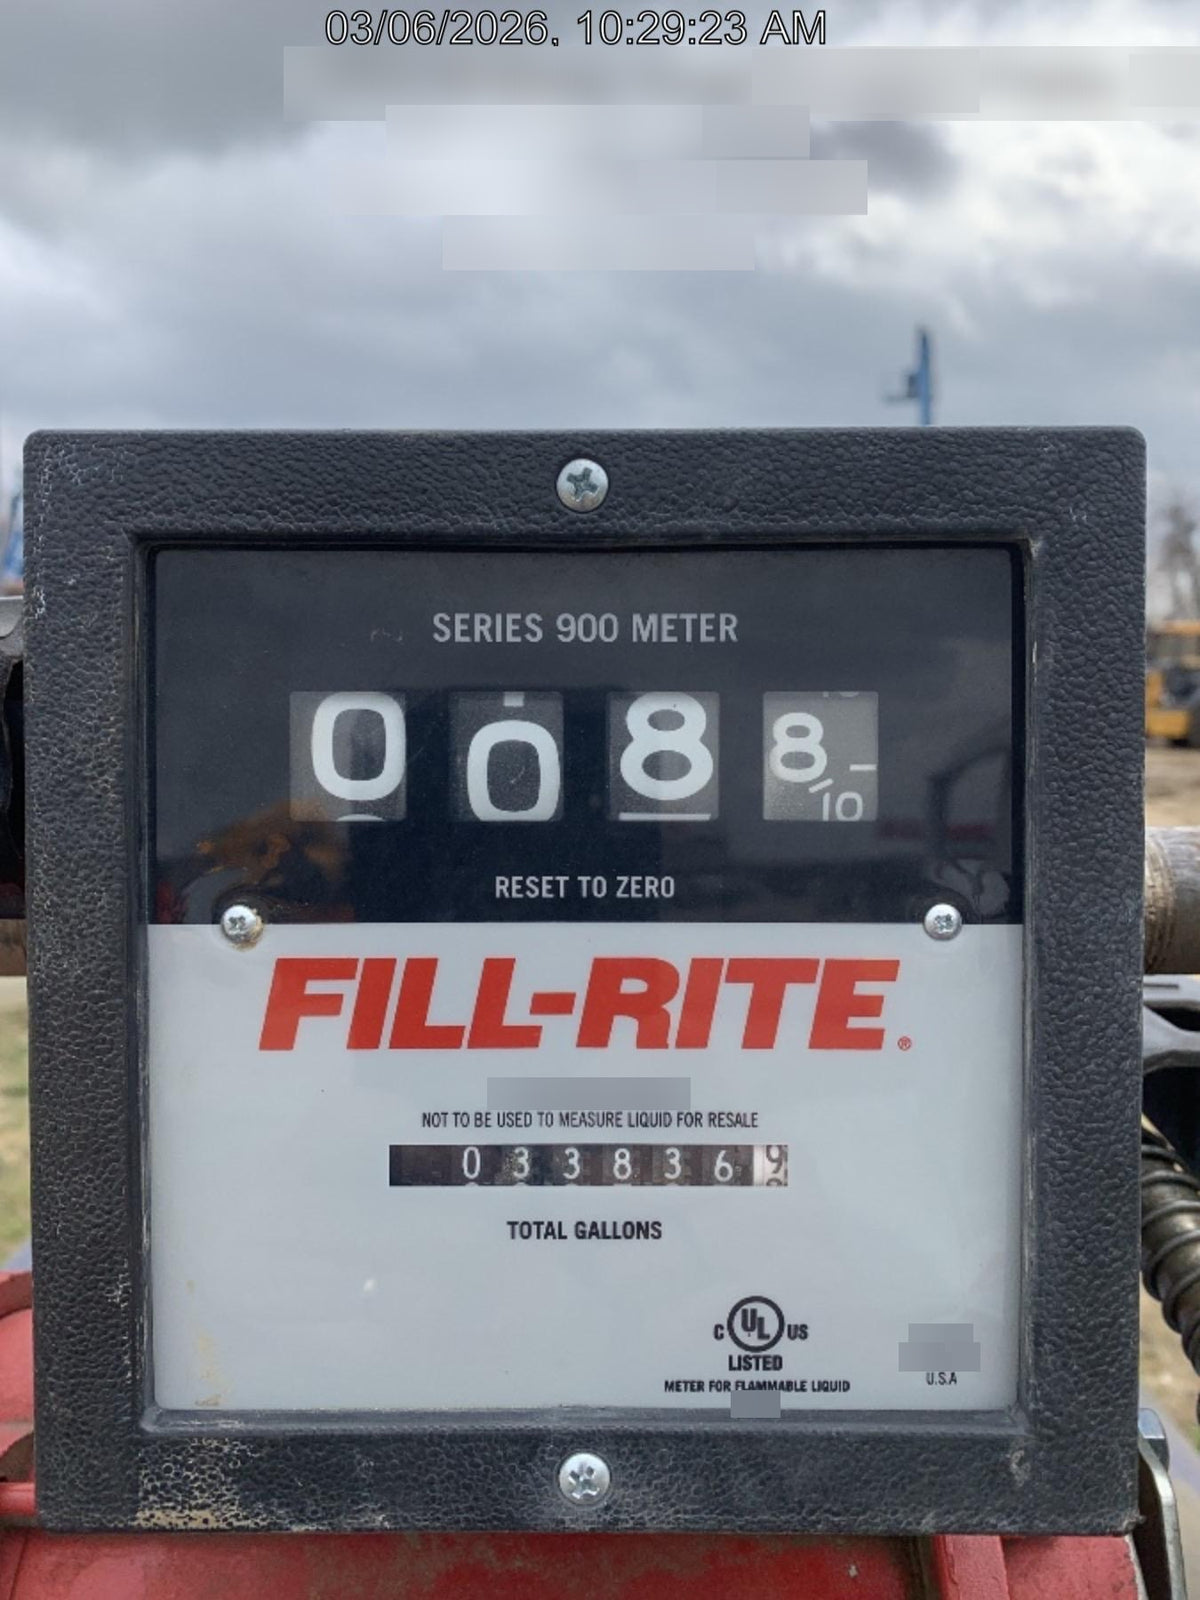 03/06/2026, 10:29:23 AM
SERIES 900 METER
0 0 8 8/10
RESET TO ZERO
FILL-RITE®
NOT TO BE USED TO MEASURE LIQUID FOR RESALE
0 3 3 8 3 6 9
TOTAL GALLONS
C UL US
LISTED
METER FOR FLAMMABLE LIQUID
U.S.A